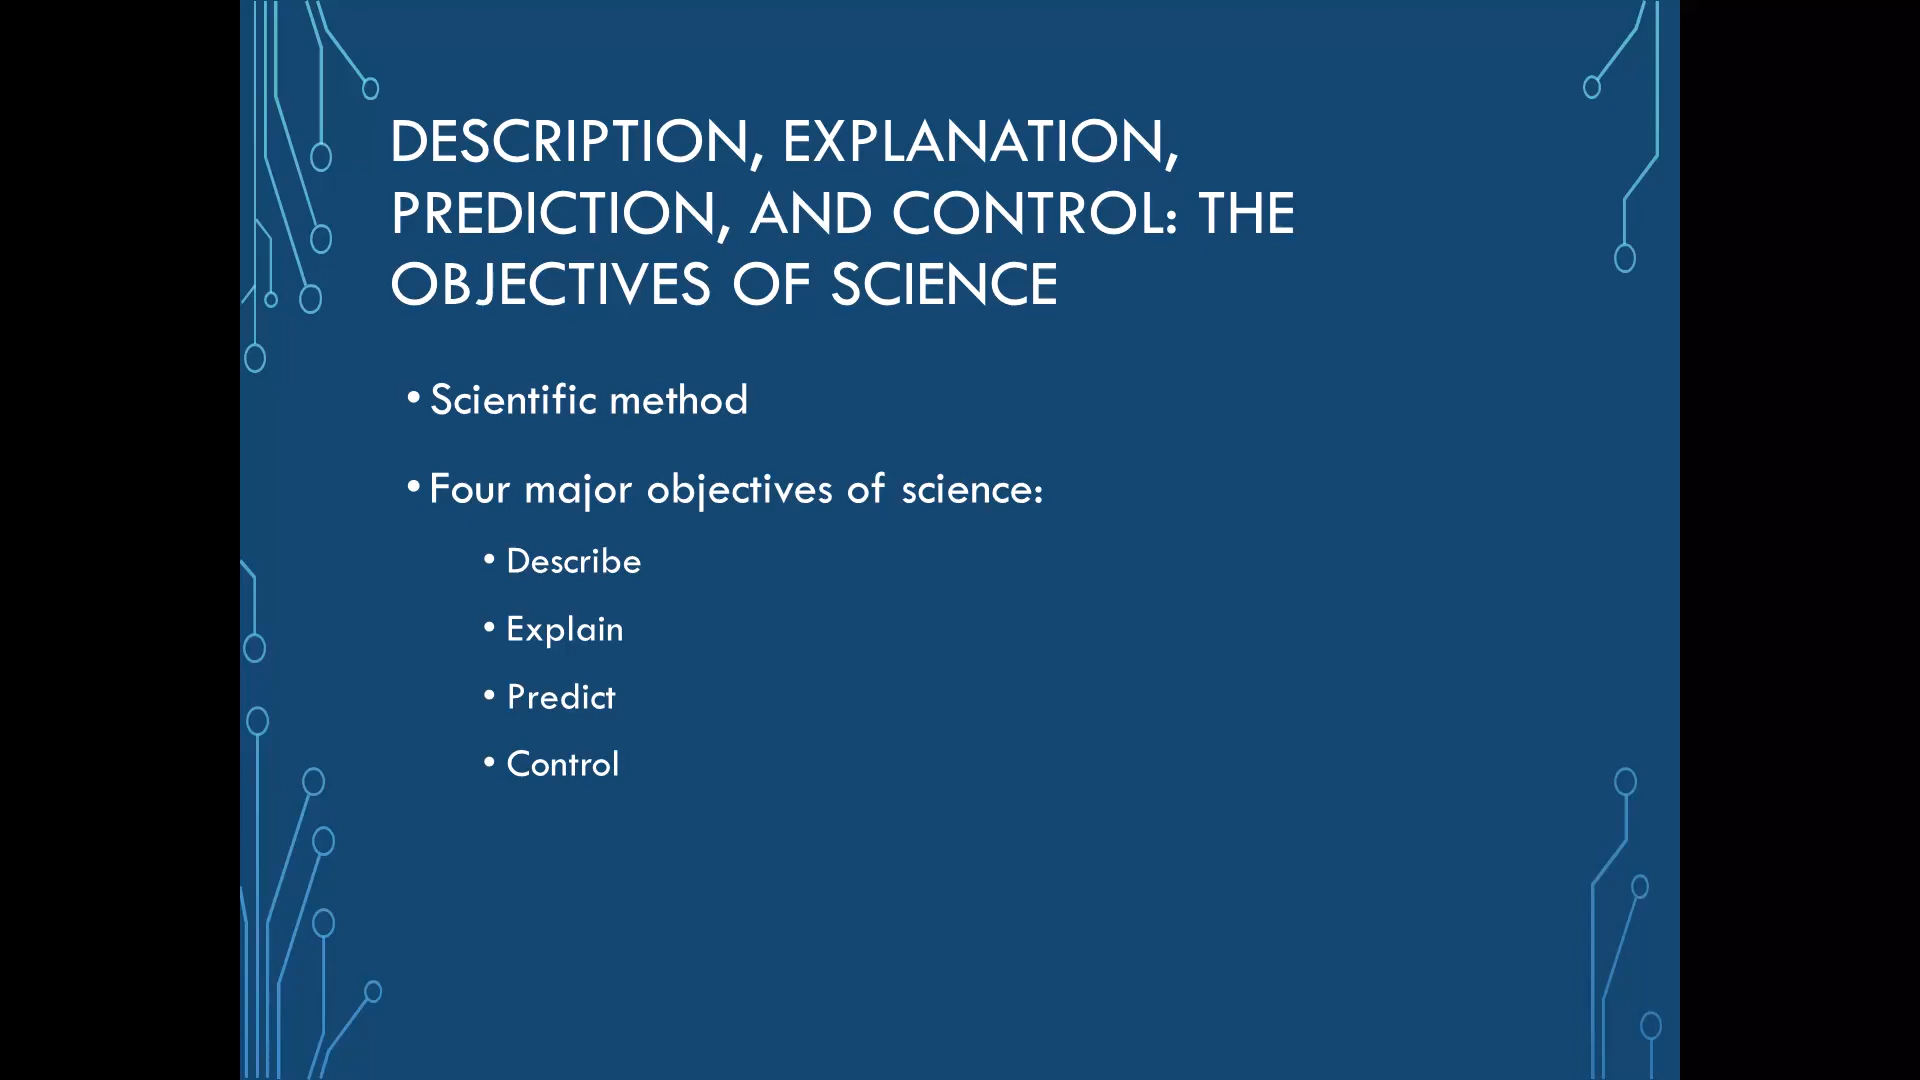 DESCRIPTION, EXPLANATION,
PREDICTION, AND CONTROL: THE
OBJECTIVES OF SCIENCE
• Scientific method
• Four major objectives of science:
• Describe
• Explain
• Predict
• Control